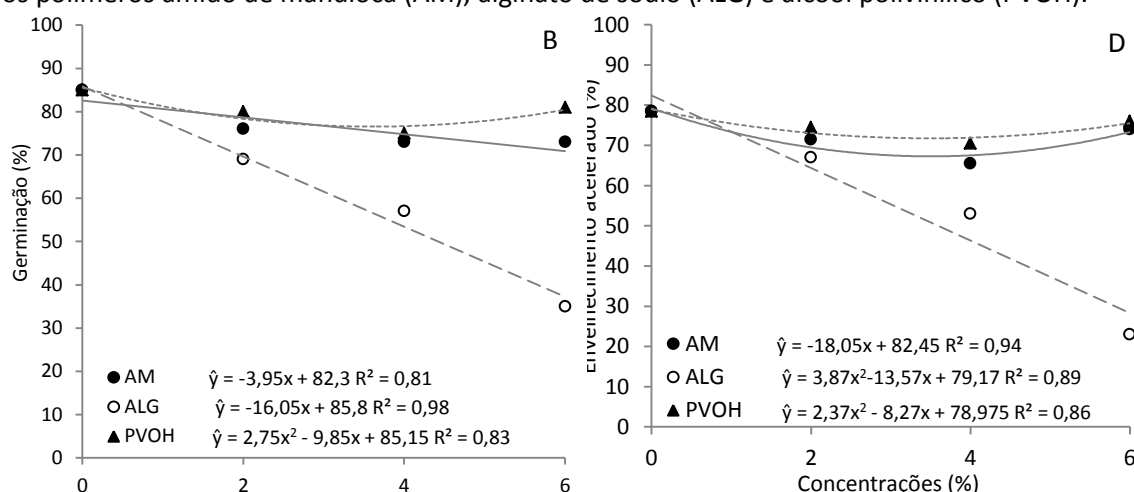 os polímeros amido de mandioca (AM), alginato de sódio (ALG) e álcool polivinílico (PVOH).
B
100
90
80
70
60
50
40
30
20
10
0
Germinação (%)
AM ŷ = -3,95x + 82,3 R² = 0,81
ALG ŷ = -16,05x + 85,8 R² = 0,98
PVOH ŷ = 2,75x² - 9,85x + 85,15 R² = 0,83
0 2 4 6
D
100
90
80
70
60
50
40
30
20
10
0
Envelhecimento acelerado (%)
AM ŷ = -18,05x + 82,45 R² = 0,94
ALG ŷ = 3,87x²-13,57x + 79,17 R² = 0,89
PVOH ŷ = 2,37x² - 8,27x + 78,975 R² = 0,86
0 2 4 6
Concentrações (%)